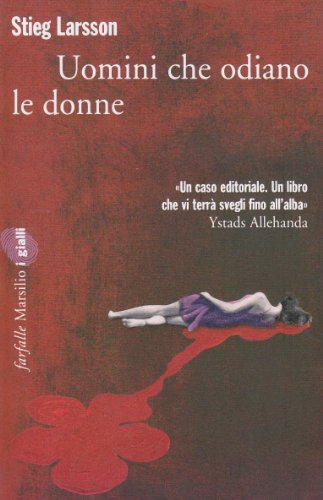 Stieg Larsson
Uomini che odiano
le donne
«Un caso editoriale. Un libro
che vi terrà svegli fino all'alba»
Ystads Allehanda
farfalle Marsilio i gialli